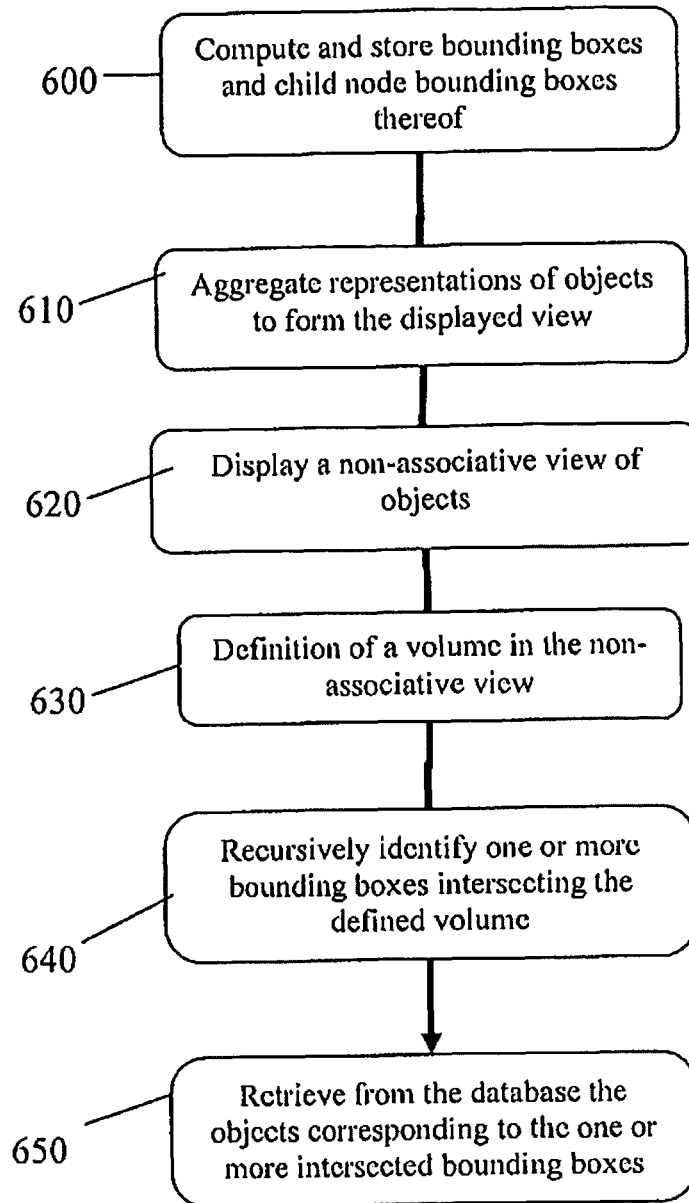 600
Compute and store bounding boxes
and child node bounding boxes
thereof
610
Aggregate representations of objects
to form the displayed view
620
Display a non-associative view of
objects
630
Definition of a volume in the non-
associative view
640
Recursively identify one or more
bounding boxes intersecting the
defined volume
650
Retrieve from the database the
objects corresponding to the one or
more intersected bounding boxes